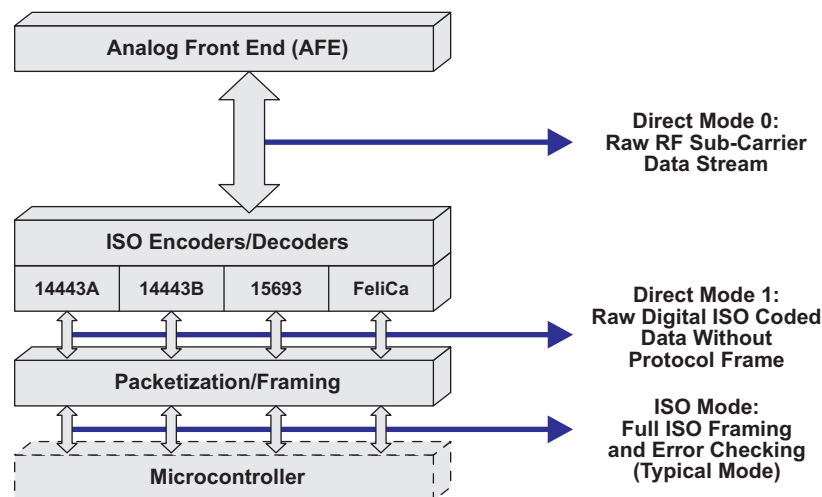 Analog Front End (AFE)
Direct Mode 0:
Raw RF Sub-Carrier
Data Stream
ISO Encoders/Decoders
14443A 14443B 15693 FeliCa
Direct Mode 1:
Raw Digital ISO Coded
Data Without
Protocol Frame
Packetization/Framing
ISO Mode:
Full ISO Framing
and Error Checking
(Typical Mode)
Microcontroller